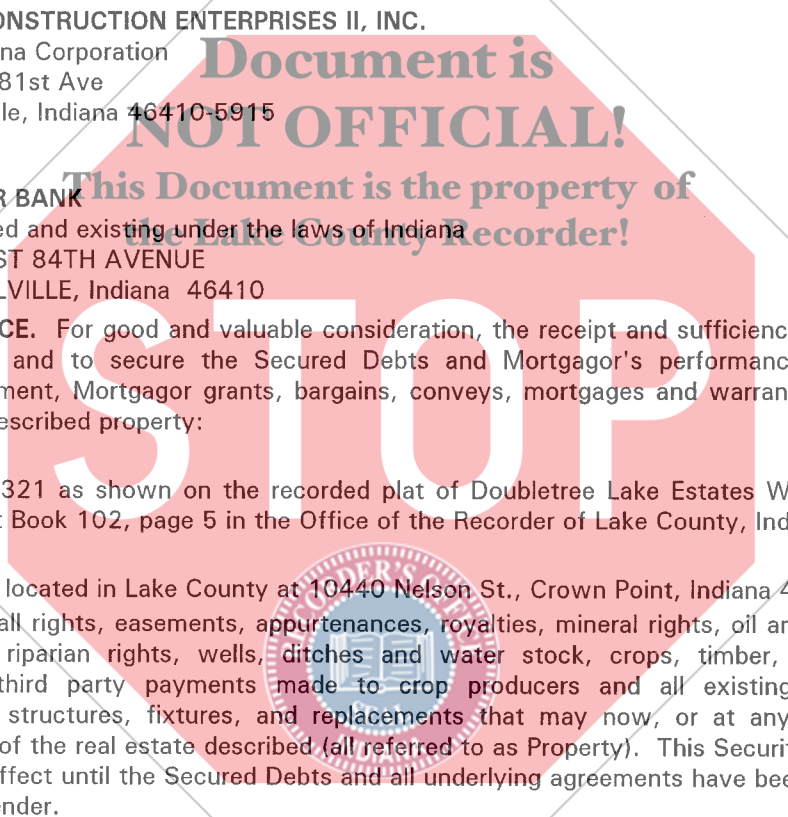 ONSTRUCTION ENTERPRISES II, INC.
na Corporation
81st Ave
le, Indiana 46410-5915
Document is
NOT OFFICIAL!
This Document is the property of
the Lake County Recorder!
R BANK
ed and existing under the laws of Indiana
ST 84TH AVENUE
LVILLE, Indiana 46410
CE. For good and valuable consideration, the receipt and sufficienc
and to secure the Secured Debts and Mortgagor's performanc
ment, Mortgagor grants, bargains, conveys, mortgages and warran
escribed property:
STOP
321 as shown on the recorded plat of Doubletree Lake Estates W
t Book 102, page 5 in the Office of the Recorder of Lake County, Ind
located in Lake County at 10440 Nelson St., Crown Point, Indiana 4
all rights, easements, appurtenances, royalties, mineral rights, oil an
riparian rights, wells, ditches and water stock, crops, timber,
third party payments made to crop producers and all existing
structures, fixtures, and replacements that may now, or at any
of the real estate described (all referred to as Property). This Securit
ffect until the Secured Debts and all underlying agreements have bee
ender.
RECORDER'S OFFICE
SEAL
INDIANA